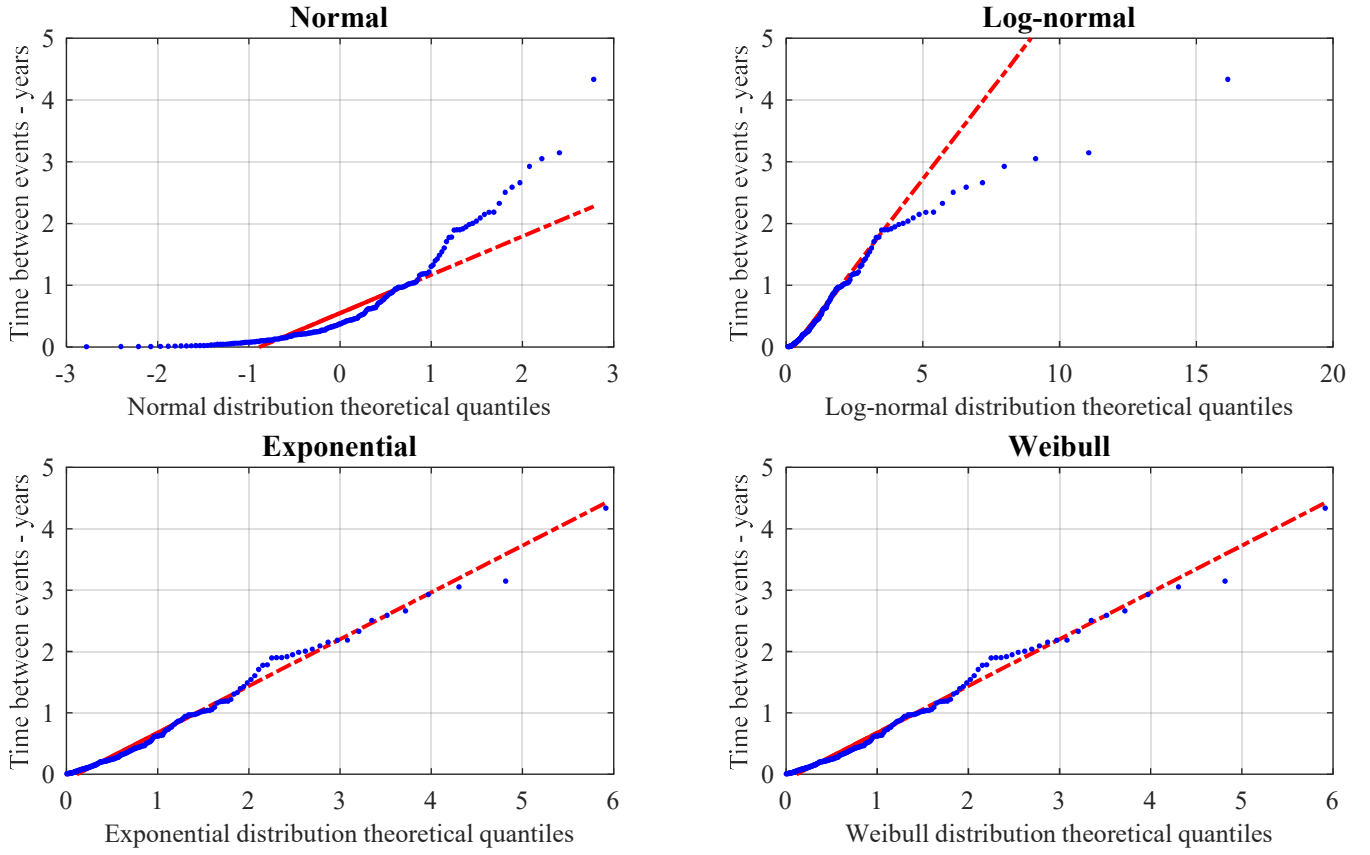 Normal
Time between events - years
5
4
3
2
1
0
-3 -2 -1 0 1 2 3
Normal distribution theoretical quantiles
Log-normal
Time between events - years
5
4
3
2
1
0
0 5 10 15 20
Log-normal distribution theoretical quantiles
Exponential
Time between events - years
5
4
3
2
1
0
0 1 2 3 4 5 6
Exponential distribution theoretical quantiles
Weibull
Time between events - years
5
4
3
2
1
0
0 1 2 3 4 5 6
Weibull distribution theoretical quantiles